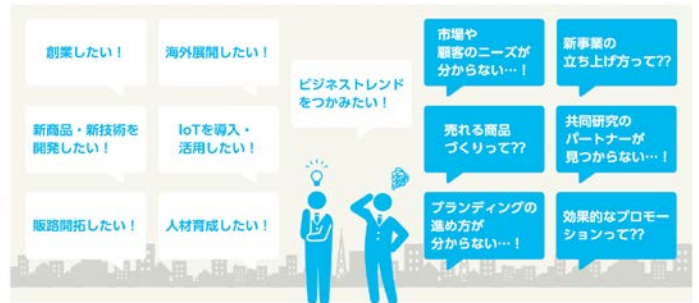 創業したい！
海外展開したい！
新商品・新技術を
開発したい！
IoTを導入・
活用したい！
販路開拓したい！
人材育成したい！
ビジネストレンド
をつかみたい！
市場や
顧客のニーズが
分からない…！
新事業の
立ち上げ方って??
売れる商品
づくりって??
共同研究の
パートナーが
見つからない…！
ブランディングの
進め方が
分からない…！
効果的なプロモー
ションって??